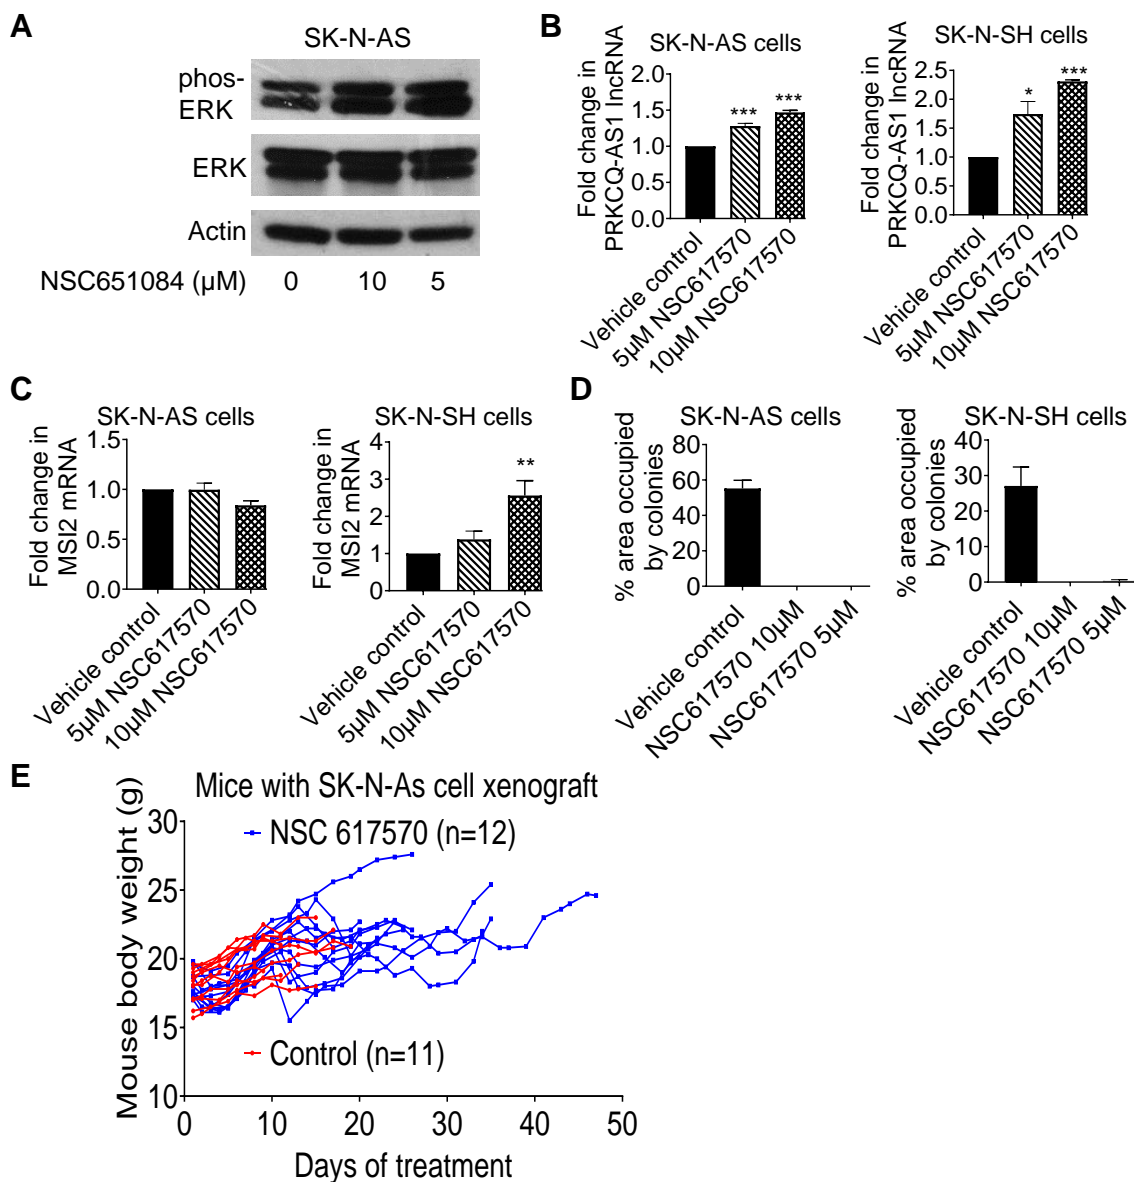 A
SK-N-AS
phos-
ERK
ERK
Actin
NSC651084 (µM) 0 10 5
B
SK-N-AS cells
Fold change in
PRKCQ-AS1 lncRNA
2.0
1.5
1.0
0.5
0.0
***
***
Vehicle control
5µM NSC617570
10µM NSC617570
SK-N-SH cells
Fold change in
PRKCQ-AS1 lncRNA
2.5
2.0
1.5
1.0
0.5
0.0
*
***
Vehicle control
5µM NSC617570
10µM NSC617570
C
SK-N-AS cells
Fold change in
MSI2 mRNA
1.5
1.0
0.5
0.0
Vehicle control
5µM NSC617570
10µM NSC617570
SK-N-SH cells
Fold change in
MSI2 mRNA
4
3
2
1
0
**
Vehicle control
5µM NSC617570
10µM NSC617570
D
SK-N-AS cells
% area occupied
by colonies
80
60
40
20
0
Vehicle control
NSC617570 10µM
NSC617570 5µM
SK-N-SH cells
% area occupied
by colonies
40
30
20
10
0
Vehicle control
NSC617570 10µM
NSC617570 5µM
E
Mice with SK-N-As cell xenograft
Mouse body weight (g)
30
25
20
15
10
NSC 617570 (n=12)
Control (n=11)
0 10 20 30 40 50
Days of treatment